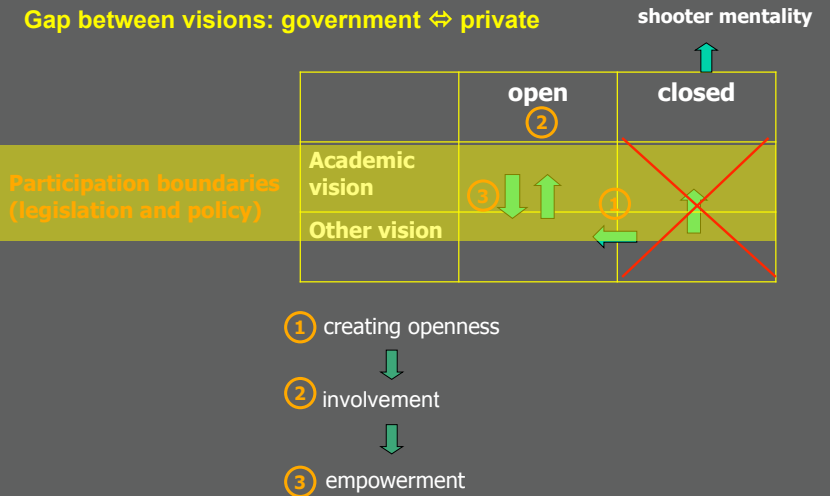 Gap between visions: government ⇔ private
shooter mentality
open
closed
2
Participation boundaries
(legislation and policy)
Academic
vision
3
1
Other vision
1 creating openness
2 involvement
3 empowerment